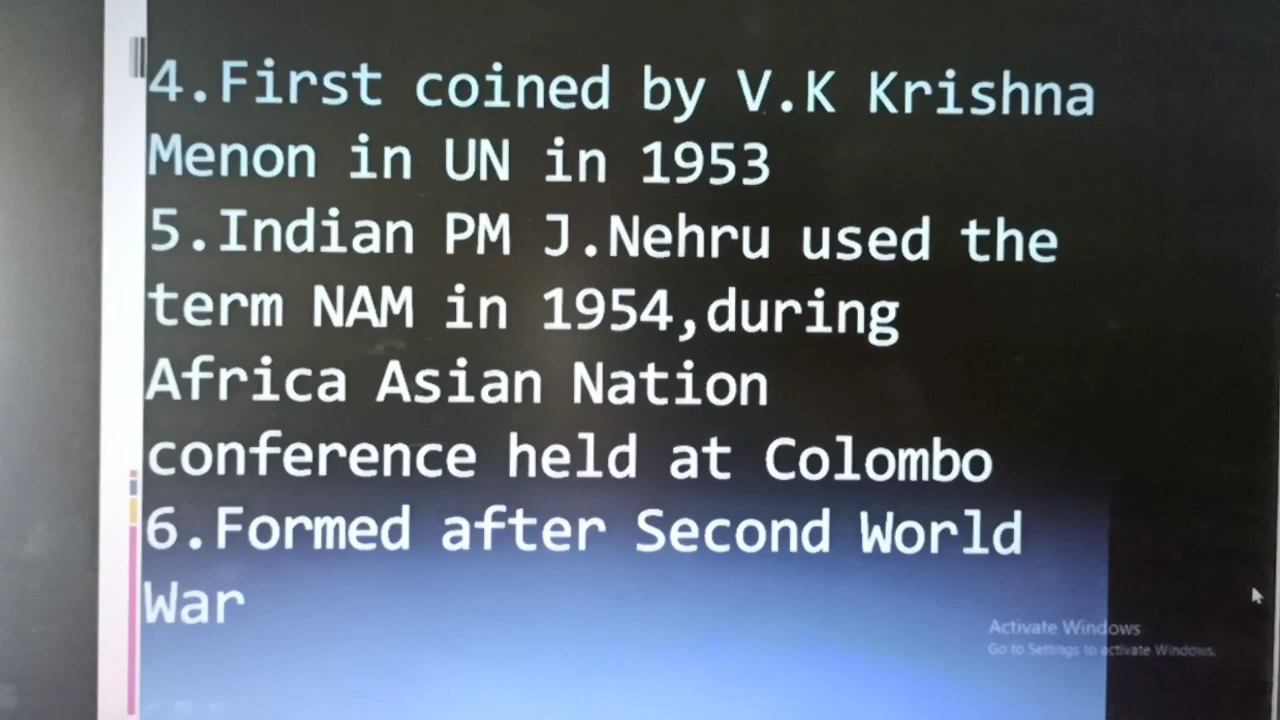 4.First coined by V.K Krishna
Menon in UN in 1953
5.Indian PM J.Nehru used the
term NAM in 1954,during
Africa Asian Nation
conference held at Colombo
6.Formed after Second World
War
Activate Windows
Go to Settings to activate Windows.